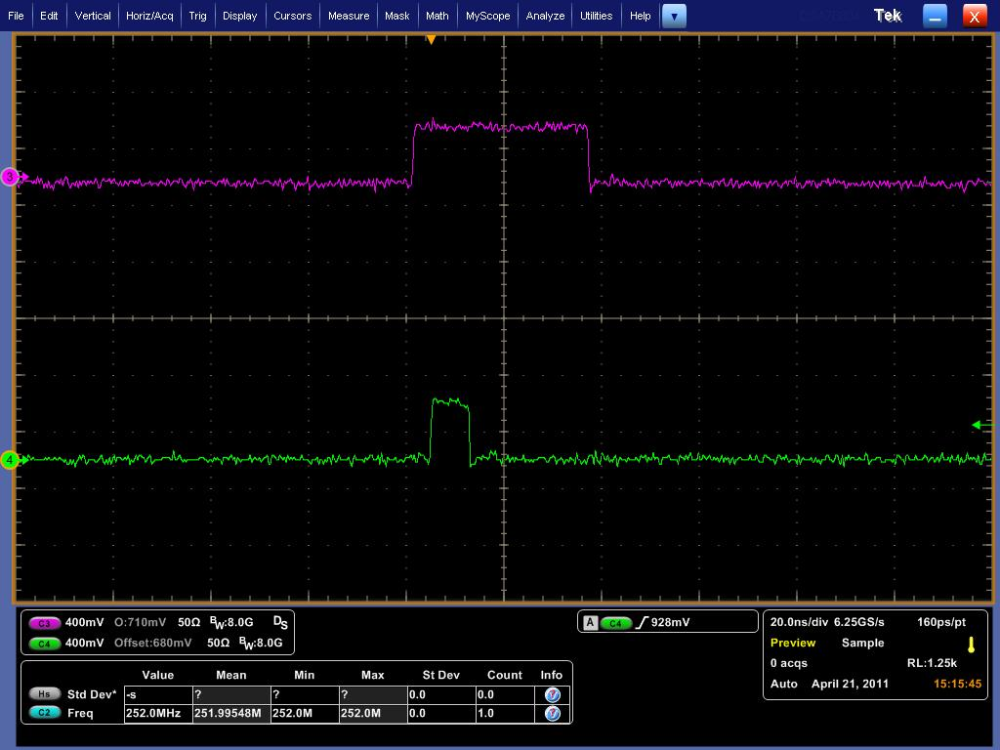 File Edit Vertical Horiz/Acq Trig Display Cursors Measure Mask Math MyScope Analyze Utilities Help Tek X
3
4
C3 400mV O:710mV 50Ω BW:8.0G DS
C4 400mV Offset:680mV 50Ω BW:8.0G
A C4 928mV
20.0ns/div 6.25GS/s 160ps/pt
Preview Sample
0 acqs RL:1.25k
Auto April 21, 2011 15:15:45
Value Mean Min Max St Dev Count Info
Hs Std Dev* -s ? ? ? 0.0 0.0
C2 Freq 252.0MHz 251.99548M 252.0M 252.0M 0.0 1.0